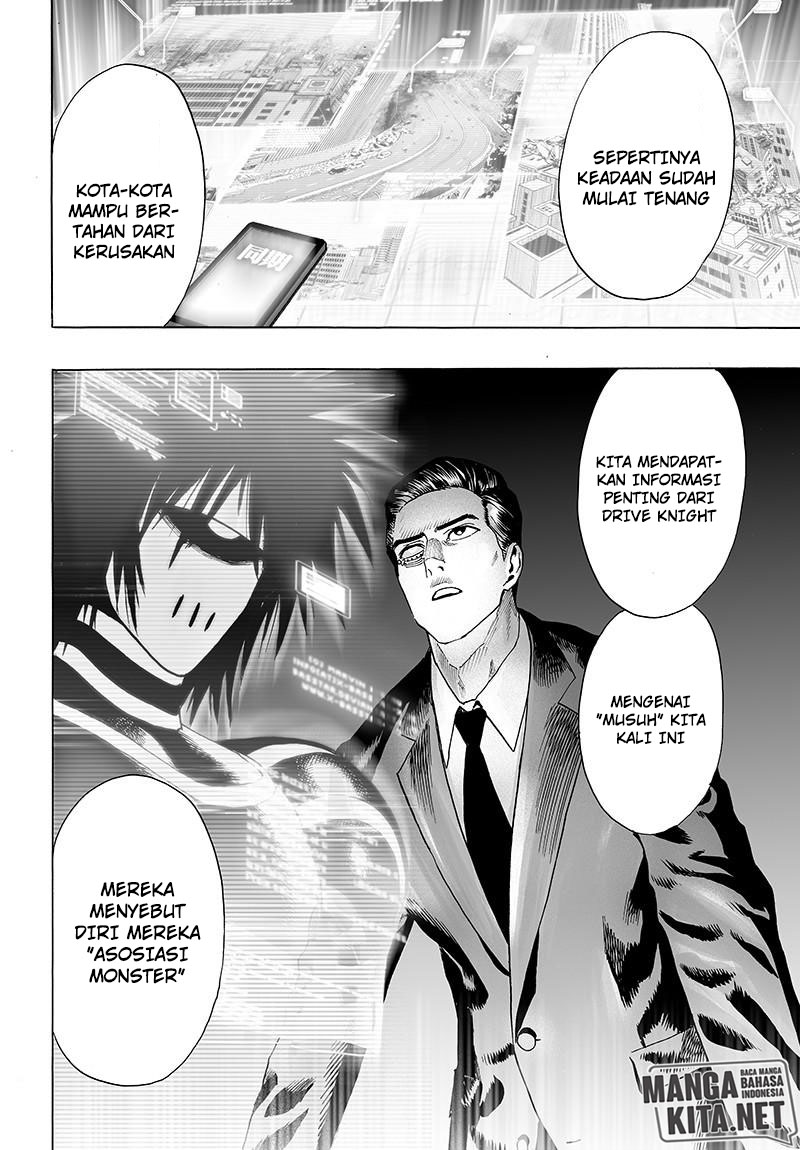 SEPERTINYA
KEADAAN SUDAH
MULAI TENANG
KOTA-KOTA
MAMPU BER-
TAHAN DARI
KERUSAKAN
同期
KITA MENDAPAT-
KAN INFORMASI
PENTING DARI
DRIVE KNIGHT
MENGENAI
"MUSUH" KITA
KALI INI
MEREKA
MENYEBUT
DIRI MEREKA
"ASOSIASI
MONSTER"
MANGA
KITA.NET
BACA MANGA
BAHASA
INDONESIA